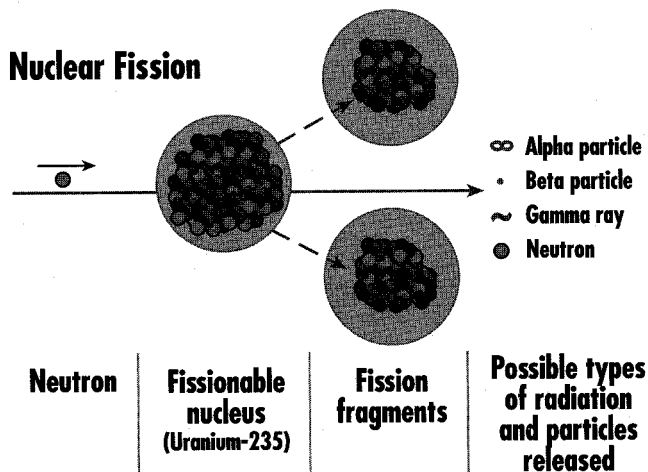 Nuclear Fission
Alpha particle
Beta particle
Gamma ray
Neutron
Neutron
Fissionable
nucleus
(Uranium-235)
Fission
fragments
Possible types
of radiation
and particles
released